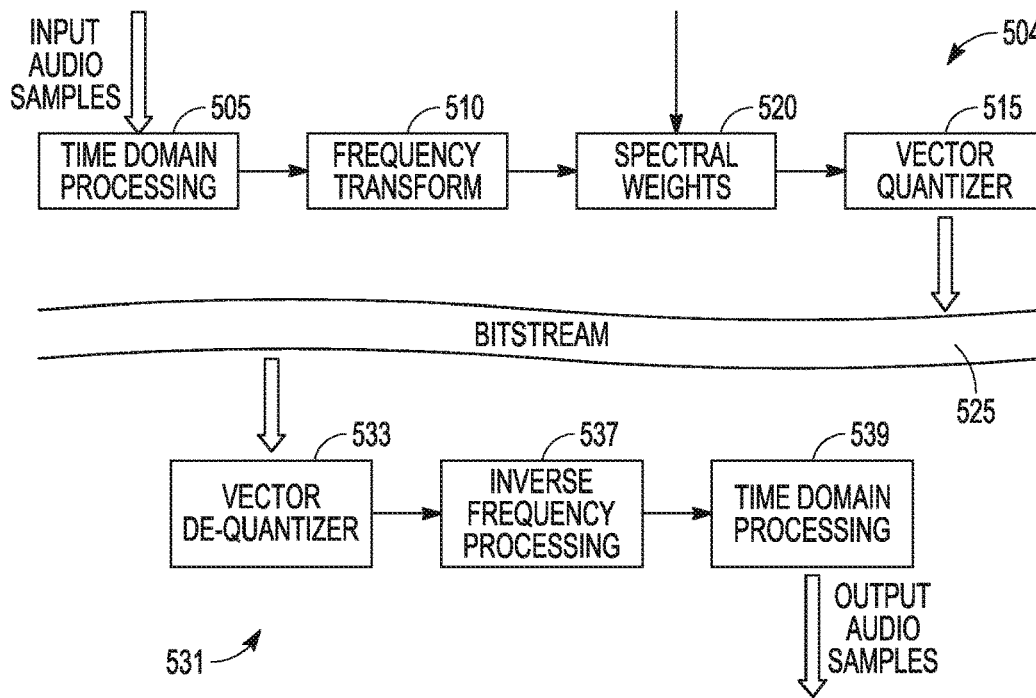 INPUT
AUDIO
SAMPLES
504
505
510
520
515
TIME DOMAIN
PROCESSING
FREQUENCY
TRANSFORM
SPECTRAL
WEIGHTS
VECTOR
QUANTIZER
BITSTREAM
525
533
537
539
VECTOR
DE-QUANTIZER
INVERSE
FREQUENCY
PROCESSING
TIME DOMAIN
PROCESSING
531
OUTPUT
AUDIO
SAMPLES